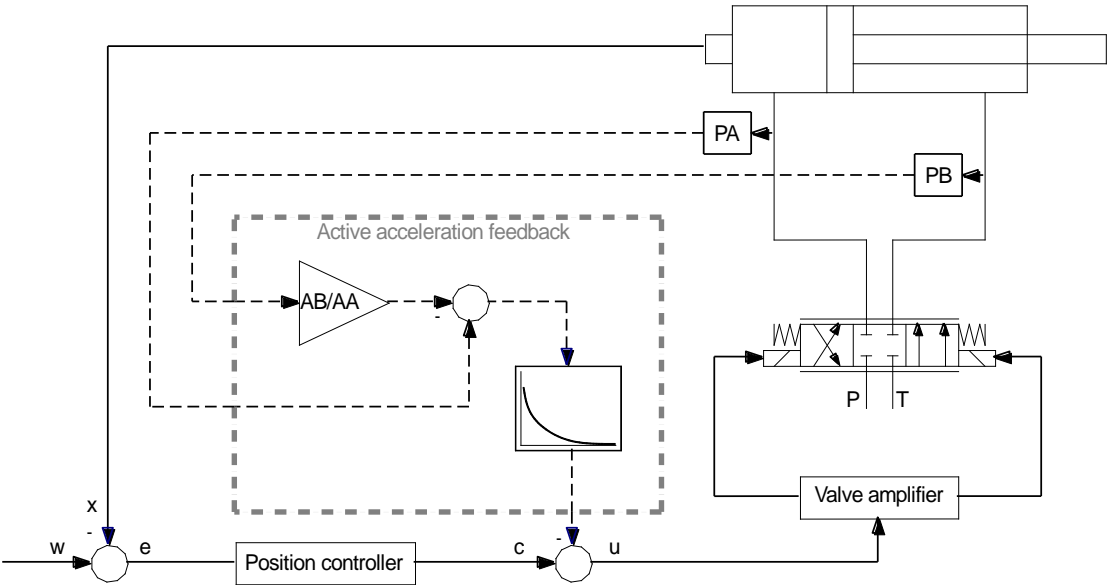 PA
PB
Active acceleration feedback
AB/AA
-
P T
x
Valve amplifier
-
-
w e c u
Position controller